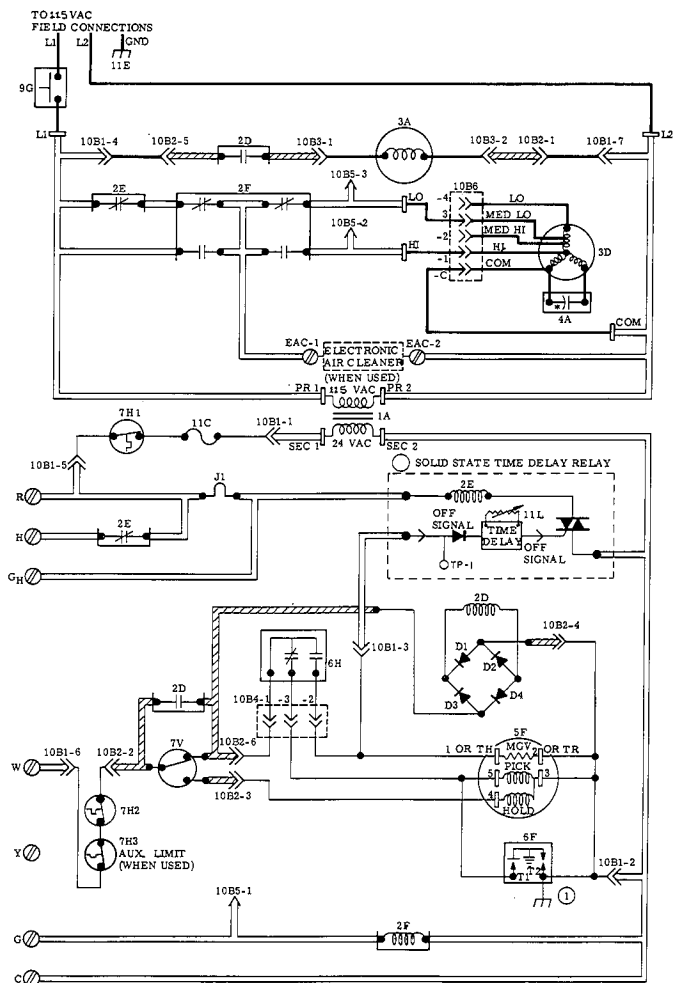 TO 115 VAC
FIELD CONNECTIONS
L1 L2 GND
11E
9G
L1 10B1-4 10B2-5 2D 10B3-1 3A 10B3-2 10B2-1 10B1-7 L2
2E 2F 10B5-3 10B6
LO -4 LO
3 MED LO
10B5-2 -2 MED HI
HI -1 HI 3D
-C COM
* 4A
COM
EAC-1 ELECTRONIC AIR CLEANER EAC-2
(WHEN USED)
PR 1 115 VAC PR 2
1A
7H1 11C 10B1-1 SEC 1 24 VAC SEC 2
10B1-5
SOLID STATE TIME DELAY RELAY
R J1 2E
OFF SIGNAL 11L
H 2E TIME DELAY
OFF SIGNAL
TP-1
GH
2D
10B2-4
6H 10B1-3 D1 D2
2D D3 D4
10B4-1 -3 -2
5F
10B1-6 10B2-2 7V 10B2-6 1 OR TH MGV 2 OR TR
W 5 PICK 3
10B2-3 4 HOLD
7H2
7H3
AUX. LIMIT
(WHEN USED)
6F
Y T1 T2 10B1-2
1
10B5-1
G 2F
C